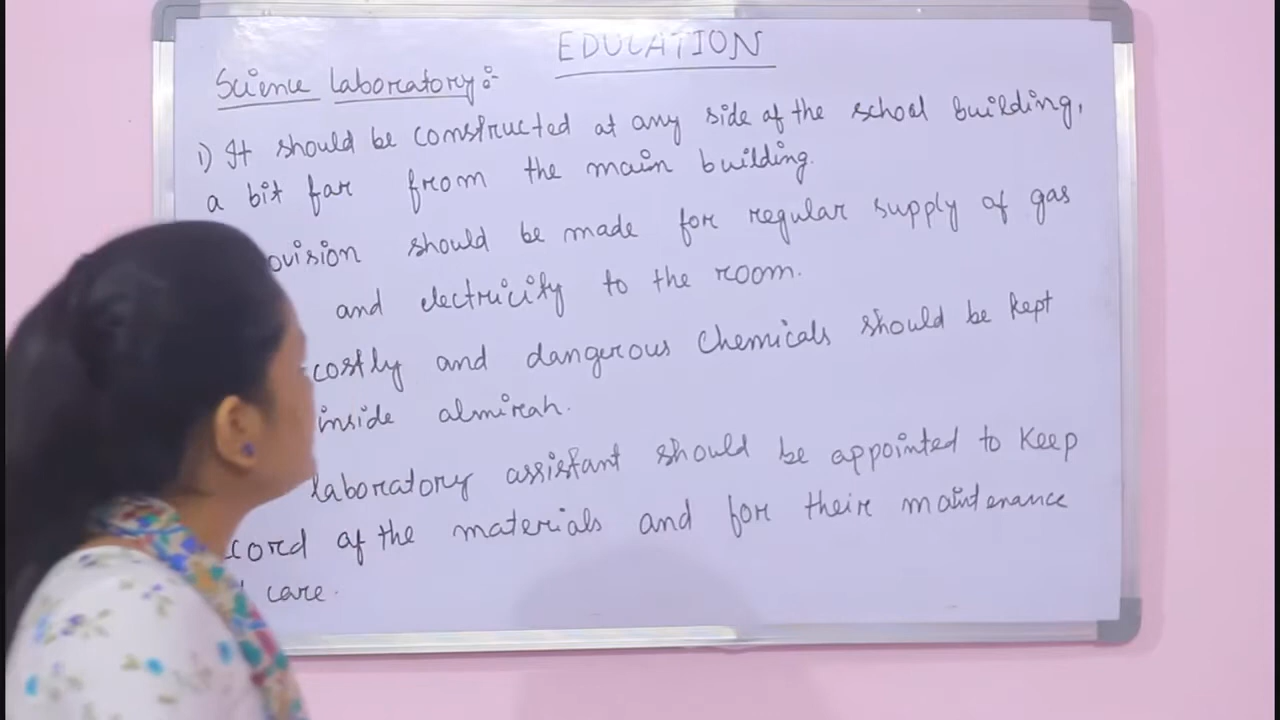 EDUCATION
Science laboratory:-
1) It should be constructed at any side of the school building,
a bit far from the main building.
should be made for regular supply of gas
and electricity to the room.
costly and dangerous chemicals should be kept
inside almirah.
laboratory assistant should be appointed to keep
of the materials and for their maintenance
care.